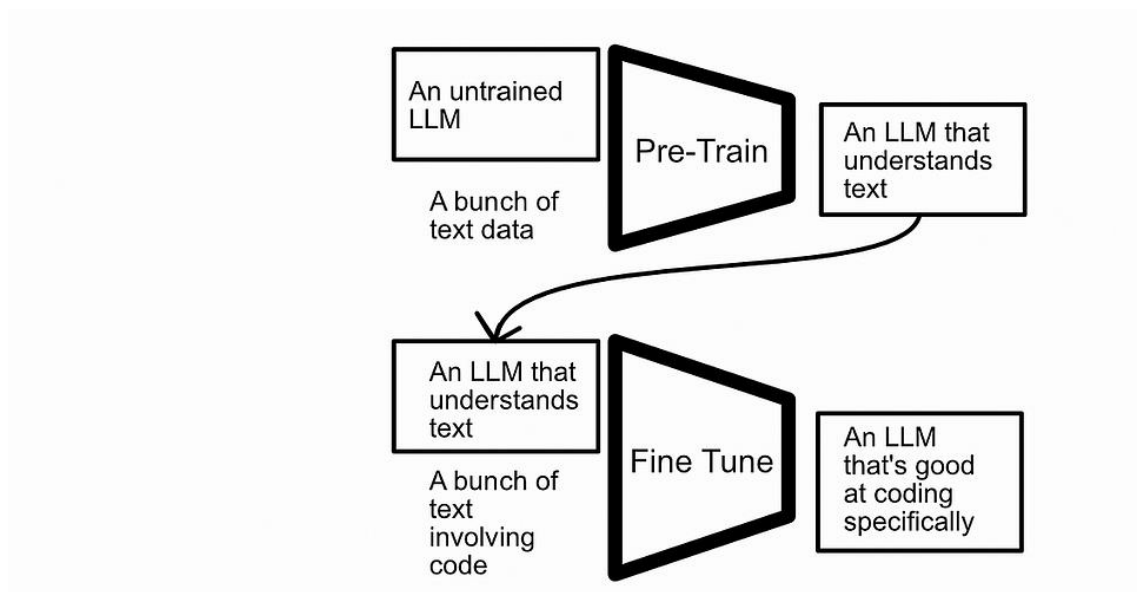 An untrained
LLM
A bunch of
text data
Pre-Train
An LLM that
understands
text
An LLM that
understands
text
A bunch of
text
involving
code
Fine Tune
An LLM
that's good
at coding
specifically